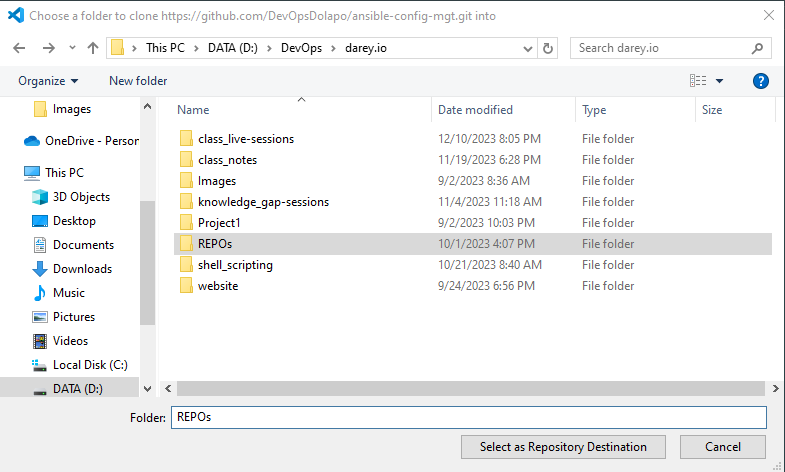 Choose a folder to clone https://github.com/DevOpsDolapo/ansible-config-mgt.git into
This PC > DATA (D:) > DevOps > darey.io
Search darey.io
Organize
New folder
Name Date modified Type Size
class_live-sessions 12/10/2023 8:05 PM File folder
class_notes 11/19/2023 6:28 PM File folder
Images 9/2/2023 8:36 AM File folder
knowledge_gap-sessions 11/4/2023 11:18 AM File folder
Project1 9/2/2023 10:03 PM File folder
REPOs 10/1/2023 4:07 PM File folder
shell_scripting 10/21/2023 8:40 AM File folder
website 9/24/2023 6:56 PM File folder
Images
OneDrive - Person
This PC
3D Objects
Desktop
Documents
Downloads
Music
Pictures
Videos
Local Disk (C:)
DATA (D:)
Folder: REPOs
Select as Repository Destination
Cancel